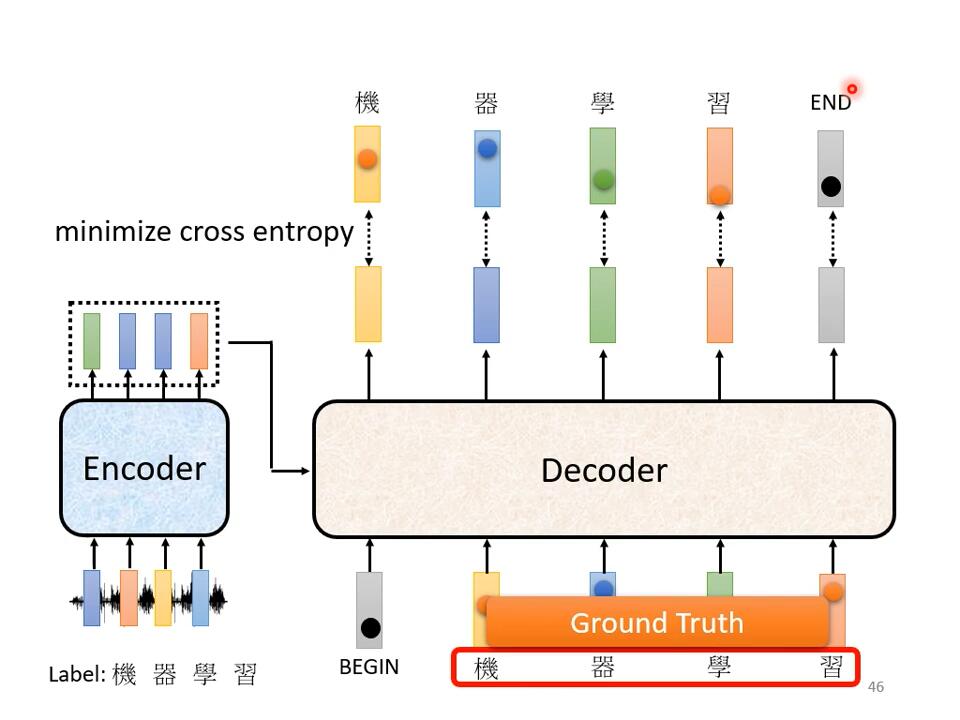 機 器 學 習 END
minimize cross entropy
Encoder
Decoder
Ground Truth
Label: 機 器 學 習
BEGIN
機 器 學 習
46